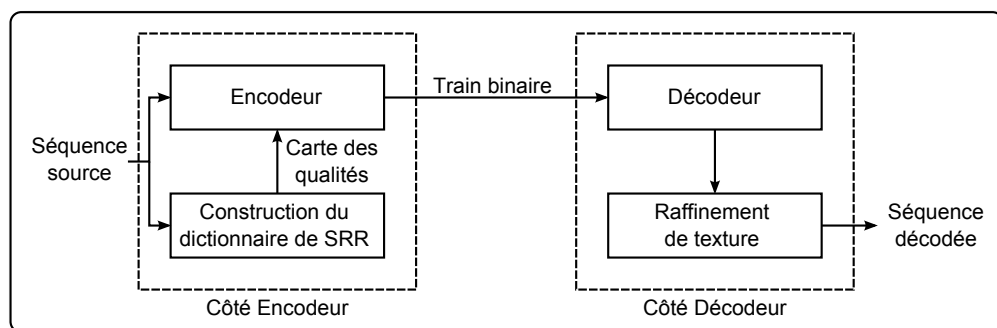 Encodeur
Train binaire
Décodeur
Séquence
source
Carte des
qualités
Construction du
dictionnaire de SRR
Raffinement
de texture
Séquence
décodée
Côté Encodeur
Côté Décodeur